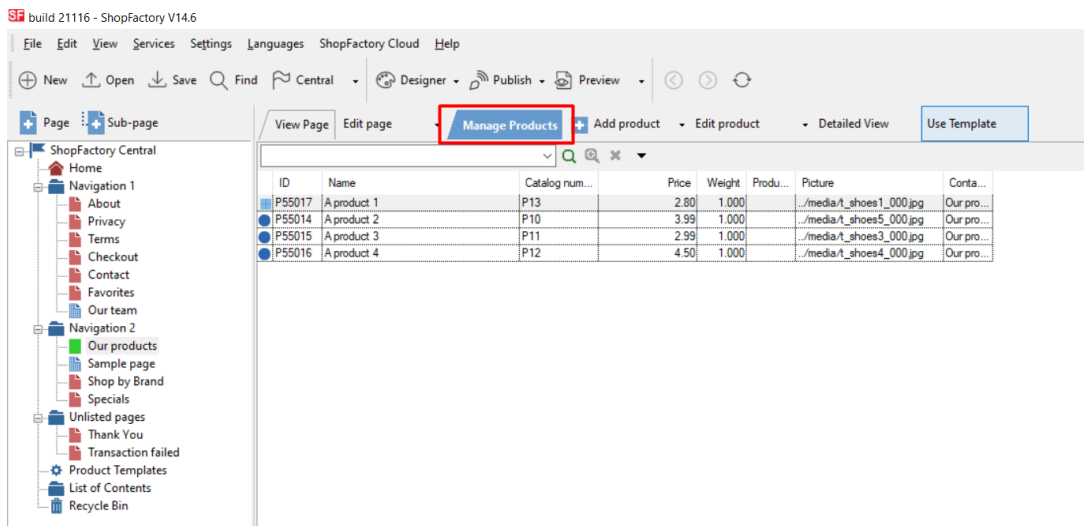 SF build 21116 - ShopFactory V14.6
File Edit View Services Settings Languages ShopFactory Cloud Help
New Open Save Find Central Designer Publish Preview
Page Sub-page View Page Edit page Manage Products Add product Edit product Detailed View Use Template
ShopFactory Central
Home
Navigation 1
About
Privacy
Terms
Checkout
Contact
Favorites
Our team
Navigation 2
Our products
Sample page
Shop by Brand
Specials
Unlisted pages
Thank You
Transaction failed
Product Templates
List of Contents
Recycle Bin
ID Name Catalog num... Price Weight Produ... Picture Conta...
P55017 A product 1 P13 2.80 1.000 ../media/t_shoes1_000.jpg Our pro...
P55014 A product 2 P10 3.99 1.000 ../media/t_shoes5_000.jpg Our pro...
P55015 A product 3 P11 2.99 1.000 ../media/t_shoes3_000.jpg Our pro...
P55016 A product 4 P12 4.50 1.000 ../media/t_shoes4_000.jpg Our pro...